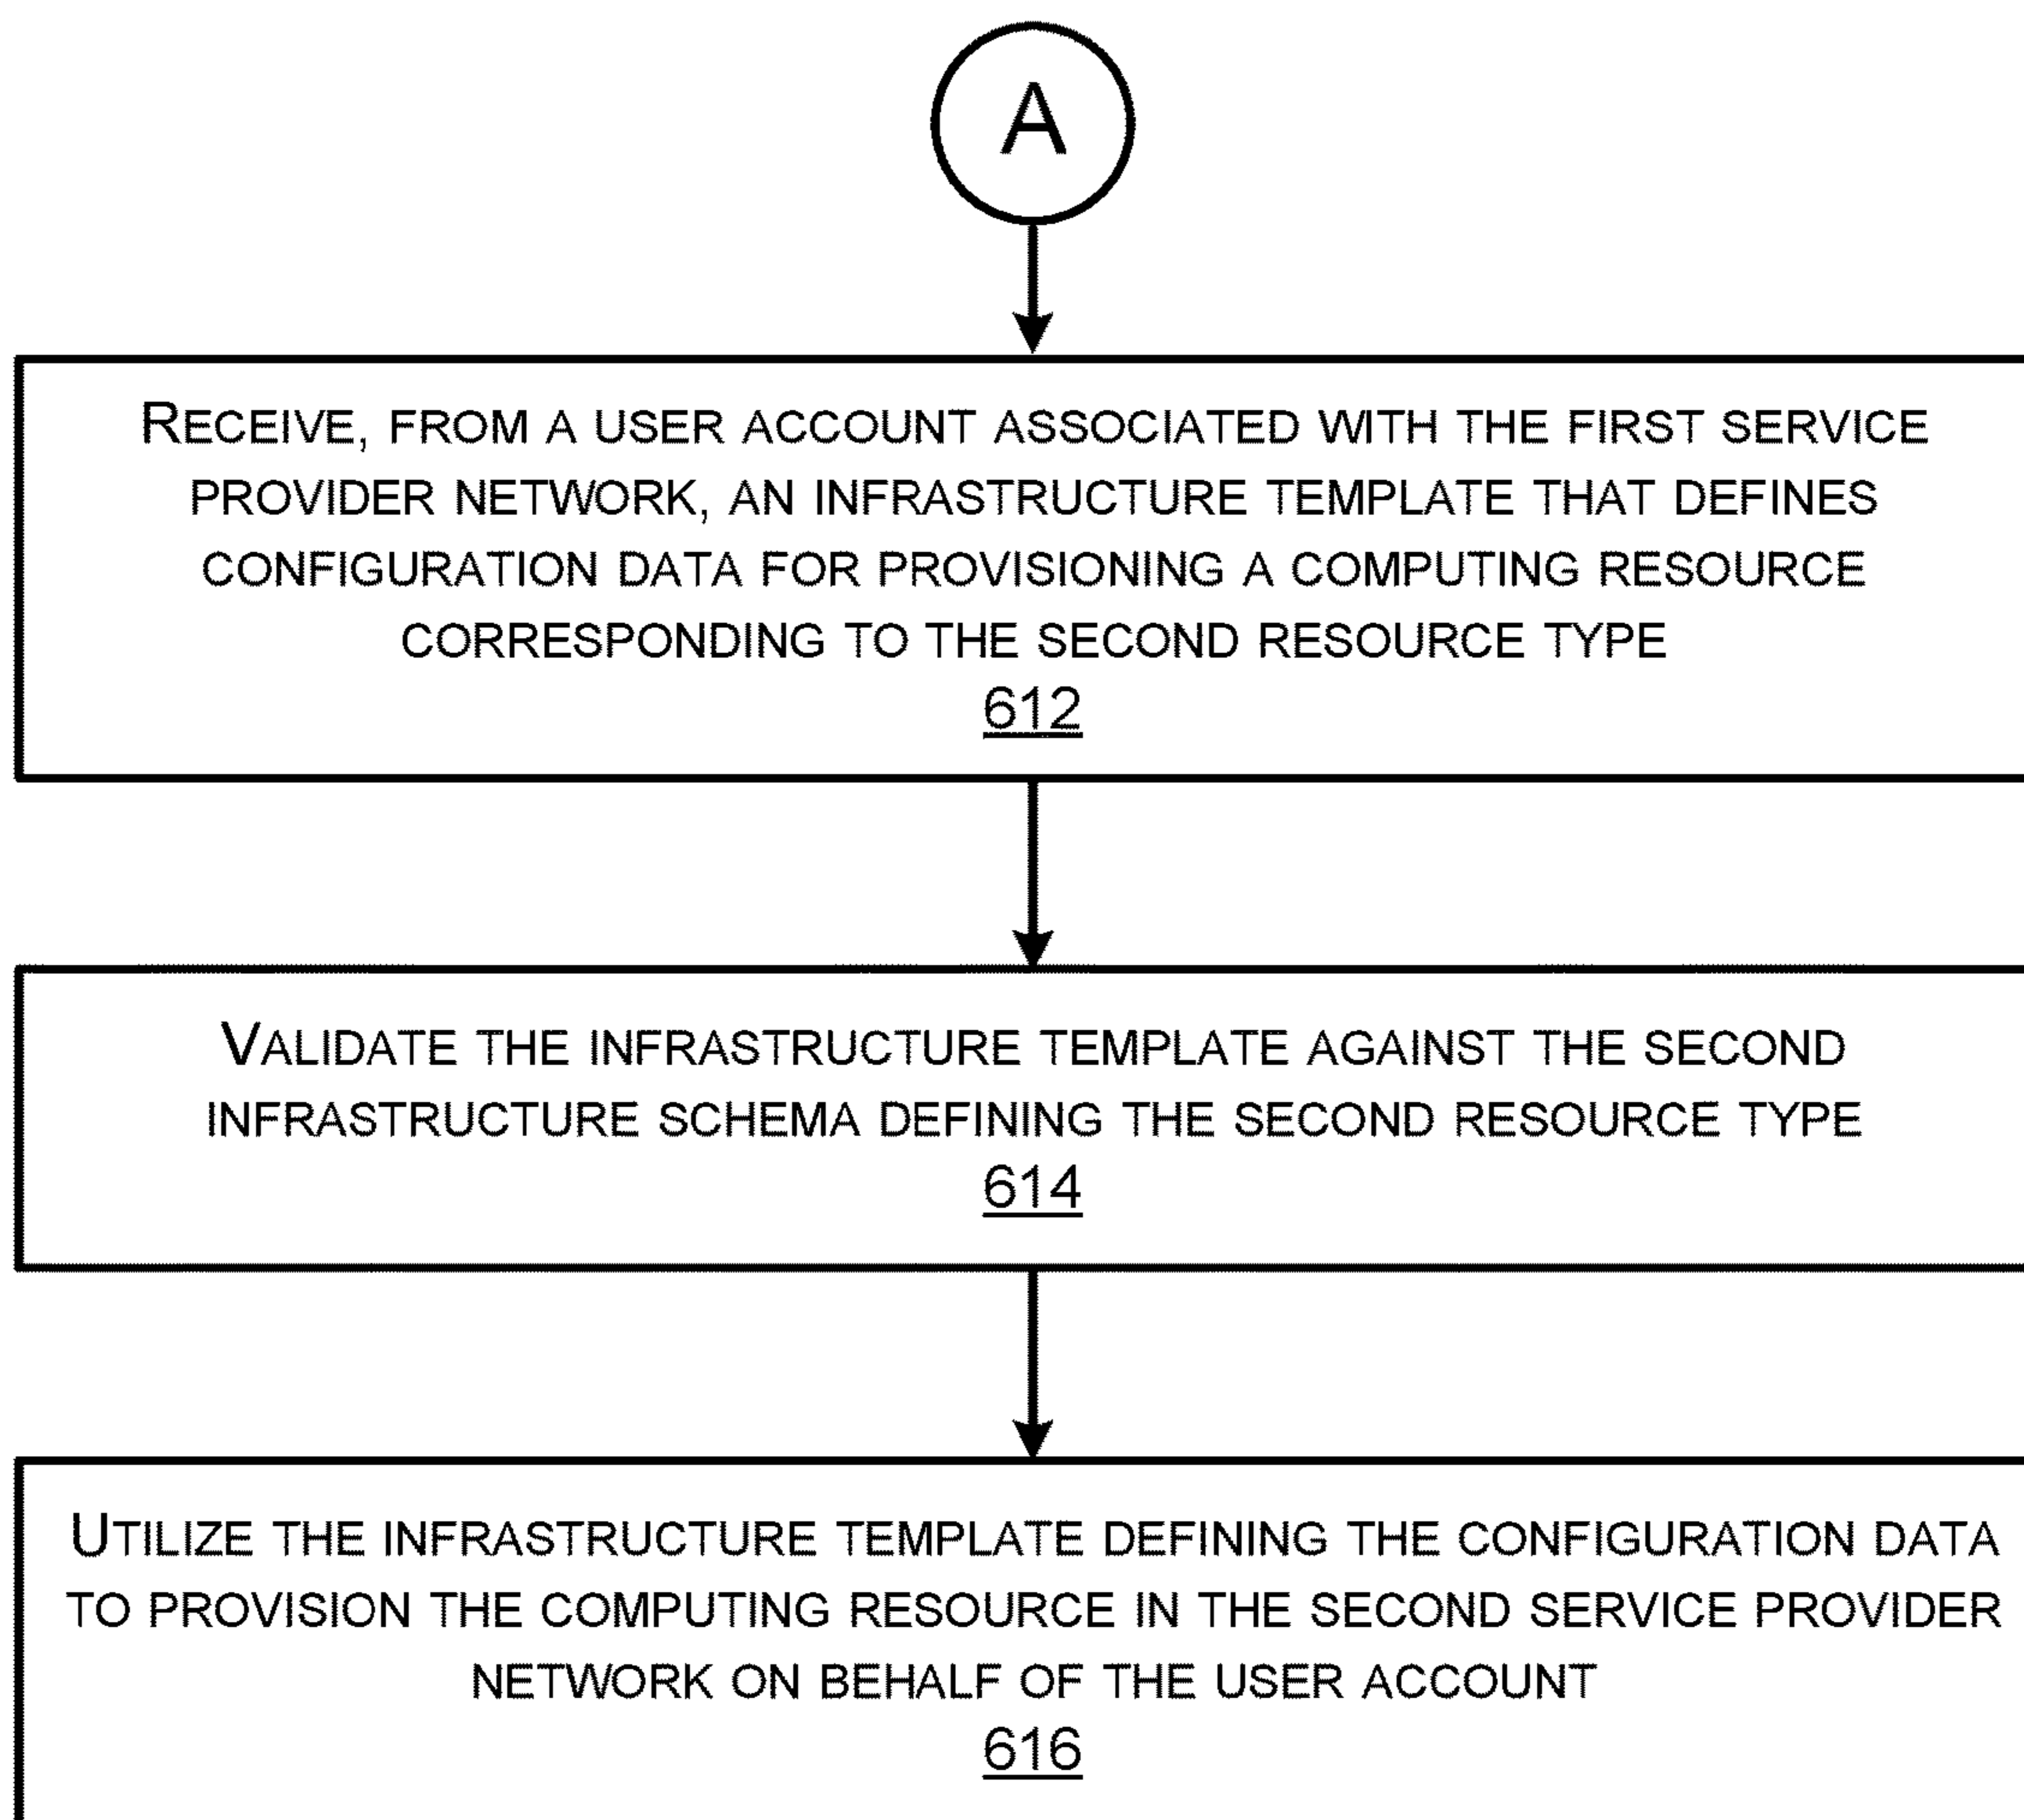 A
RECEIVE, FROM A USER ACCOUNT ASSOCIATED WITH THE FIRST SERVICE
PROVIDER NETWORK, AN INFRASTRUCTURE TEMPLATE THAT DEFINES
CONFIGURATION DATA FOR PROVISIONING A COMPUTING RESOURCE
CORRESPONDING TO THE SECOND RESOURCE TYPE
612
VALIDATE THE INFRASTRUCTURE TEMPLATE AGAINST THE SECOND
INFRASTRUCTURE SCHEMA DEFINING THE SECOND RESOURCE TYPE
614
UTILIZE THE INFRASTRUCTURE TEMPLATE DEFINING THE CONFIGURATION DATA
TO PROVISION THE COMPUTING RESOURCE IN THE SECOND SERVICE PROVIDER
NETWORK ON BEHALF OF THE USER ACCOUNT
616